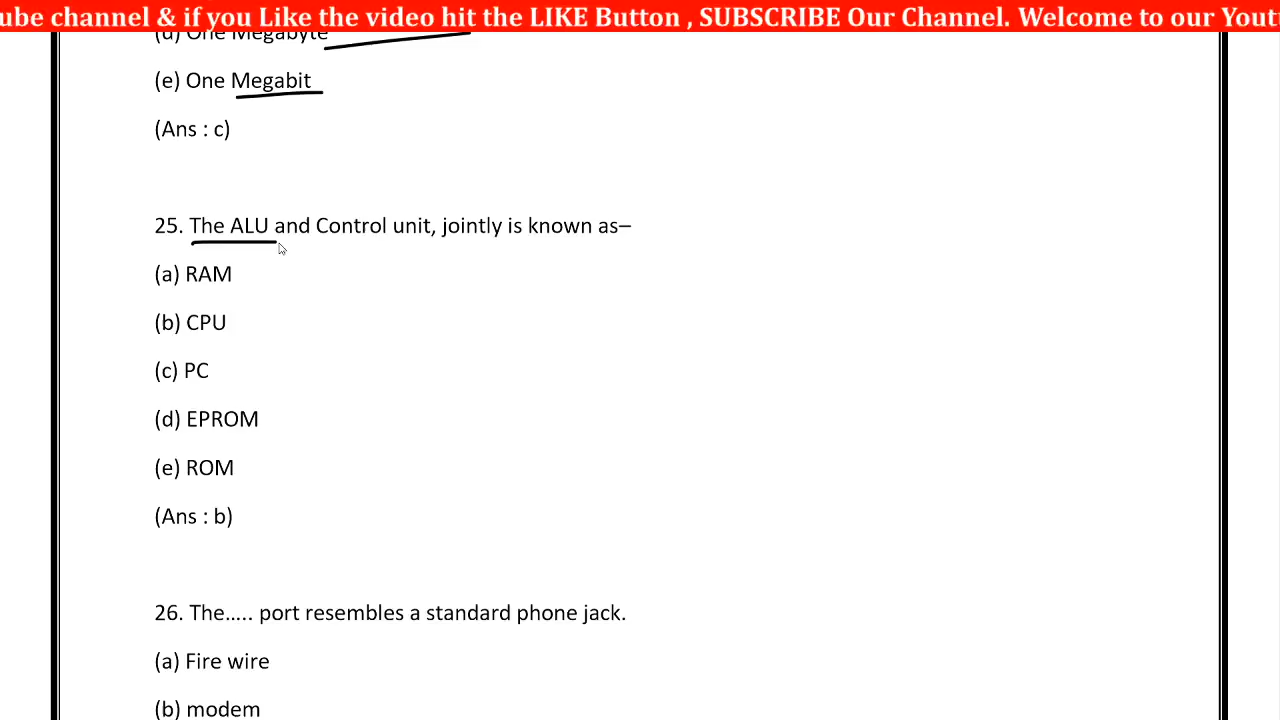 ube channel & if you Like the video hit the LIKE Button , SUBSCRIBE Our Channel. Welcome to our Yout
(d) One Megabyte
(e) One Megabit
(Ans : c)
25. The ALU and Control unit, jointly is known as–
(a) RAM
(b) CPU
(c) PC
(d) EPROM
(e) ROM
(Ans : b)
26. The..... port resembles a standard phone jack.
(a) Fire wire
(b) modem